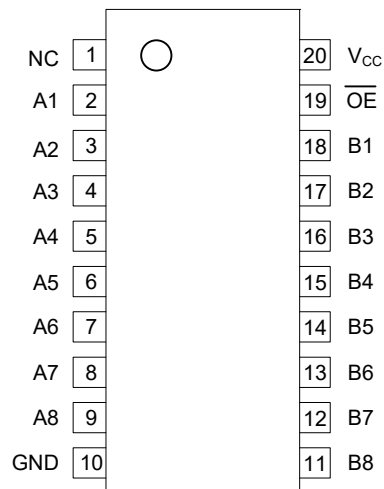 NC 1 20 V_CC
A1 2 19 O̅E̅
A2 3 18 B1
A3 4 17 B2
A4 5 16 B3
A5 6 15 B4
A6 7 14 B5
A7 8 13 B6
A8 9 12 B7
GND 10 11 B8